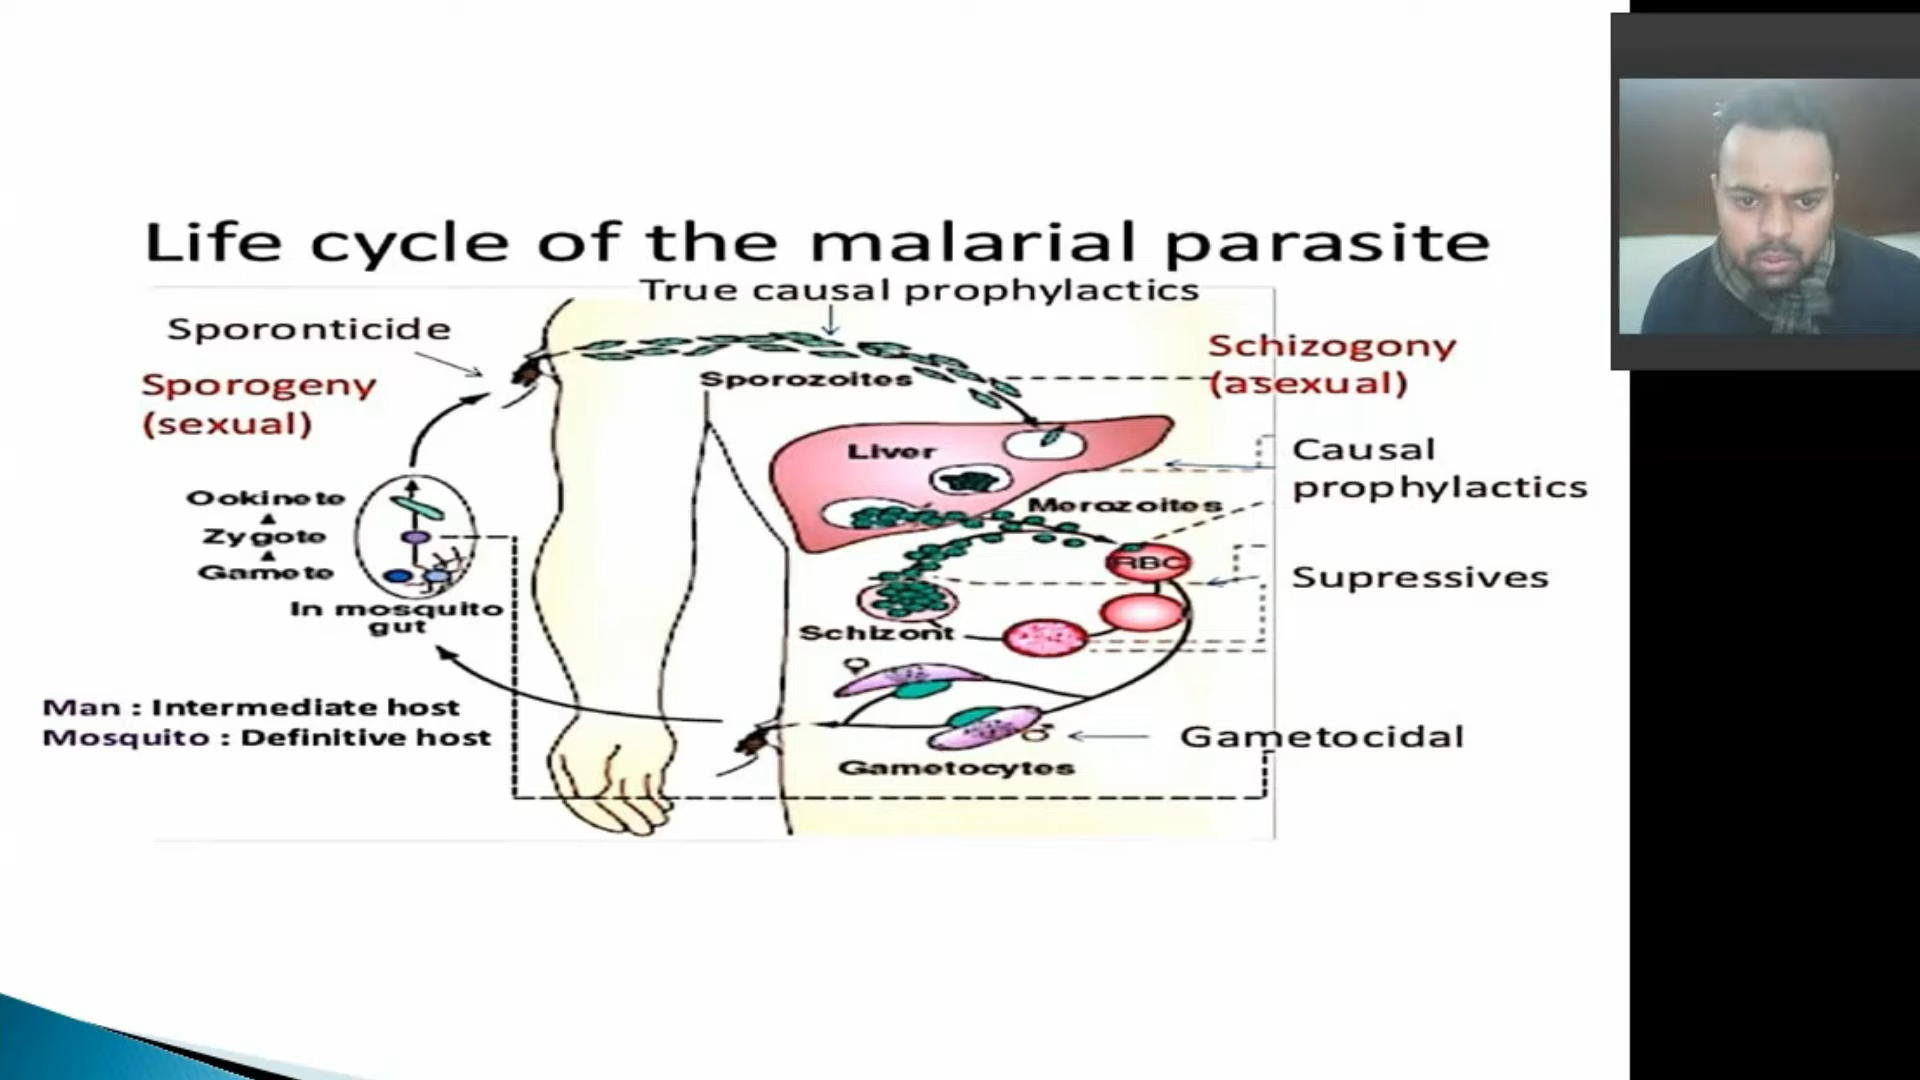 Life cycle of the malarial parasite
True causal prophylactics
Sporonticide
Sporogeny
(sexual)
Sporozoites
Schizogony
(asexual)
Liver
Causal
prophylactics
Merozoites
Ookinete
Zygote
Gamete
In mosquito
gut
RBC
Supressives
Schizont
♀
Man : Intermediate host
Mosquito : Definitive host
♂
Gametocidal
Gametocytes